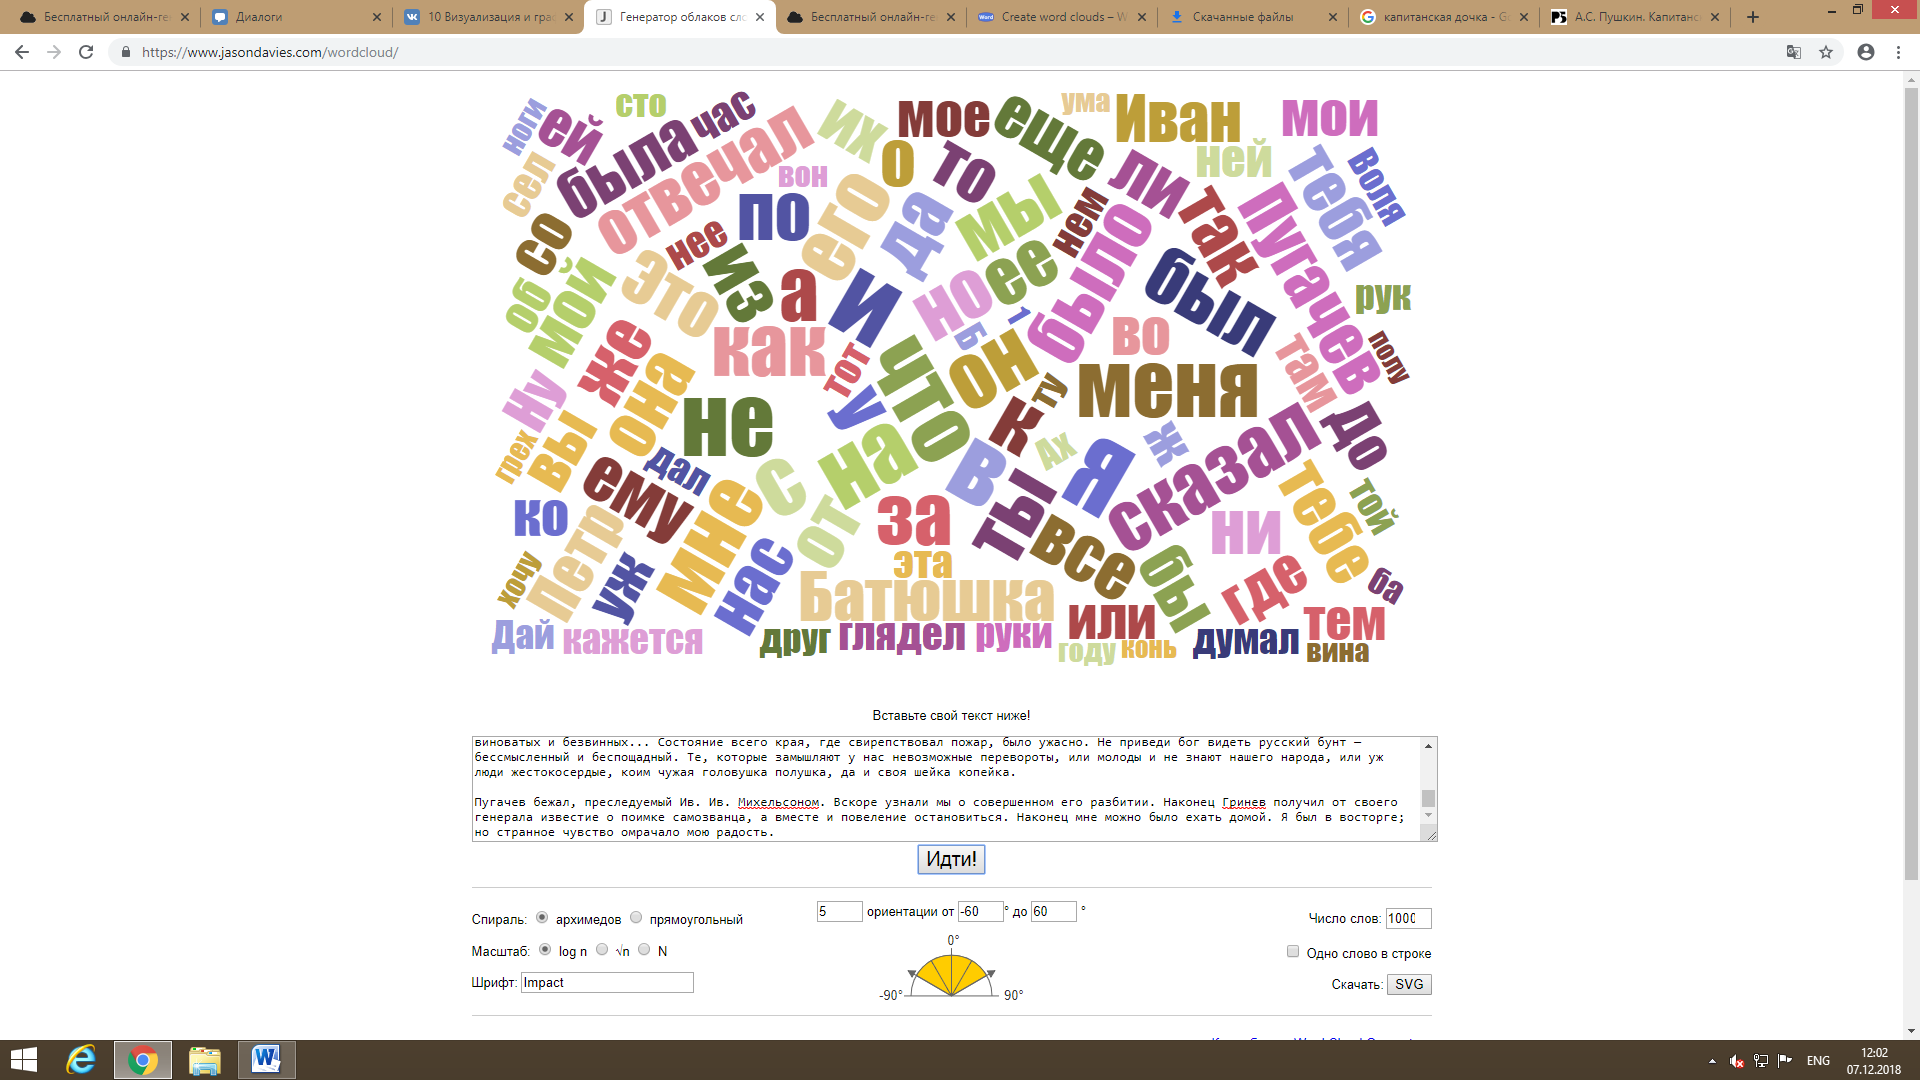 Бесплатный онлайн-ге
Диалоги
10 Визуализация и гра
Генератор облаков сло
Бесплатный онлайн-ге
Create word clouds – W
Скачанные файлы
капитанская дочка - G
А.С. Пушкин. Капитанс
https://www.jasondavies.com/wordcloud/
ноги ей сто была час отвечал их мое еще ума Иван мои
сел вон о то ли ней тебя воля
со нее по его да мы нем так Пугачев
об мой это из а и но ее было был рук
же как тот что он ъ 1 во там полу
Ну она не у на к ту меня до
грех вы дал с в Ах я ж сказал тебе той
ко ему мне от за ты все ни
хочу Петр уж нас эта Батюшка бы где ба
Дай кажется друг глядел руки или году конь думал тем вина
Вставьте свой текст ниже!
виноватых и безвинных... Состояние всего края, где свирепствовал пожар, было ужасно. Не приведи бог видеть русский бунт —
бессмысленный и беспощадный. Те, которые замышляют у нас невозможные перевороты, или молоды и не знают нашего народа, или уж
люди жестокосердые, коим чужая головушка полушка, да и своя шейка копейка.
Пугачев бежал, преследуемый Ив. Ив. Михельсоном. Вскоре узнали мы о совершенном его разбитии. Наконец Гринев получил от своего
генерала известие о поимке самозванца, а вместе и повеление остановиться. Наконец мне можно было ехать домой. Я был в восторге;
но странное чувство омрачало мою радость.
Идти!
Спираль: архимедов прямоугольный
5 ориентации от -60 ° до 60 °
Число слов: 1000
Масштаб: log n √n N
0°
Одно слово в строке
Шрифт: Impact
-90° 90°
Скачать: SVG
ENG
12:02
07.12.2018